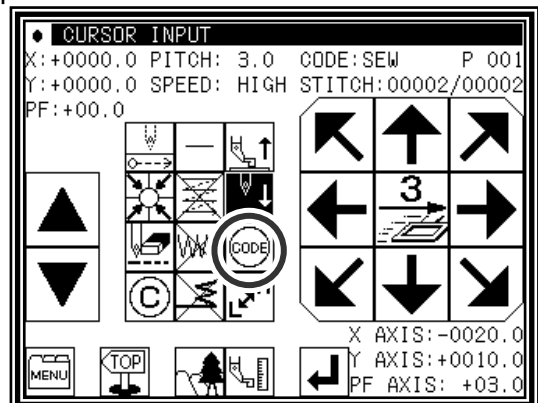 CURSOR INPUT
X:+0000.0 PITCH: 3.0 CODE:SEW P 001
Y:+0000.0 SPEED: HIGH STITCH:00002/00002
PF:+00.0
3
CODE
C
X AXIS:-0020.0
MENU TOP Y AXIS:+0010.0
PF AXIS: +03.0